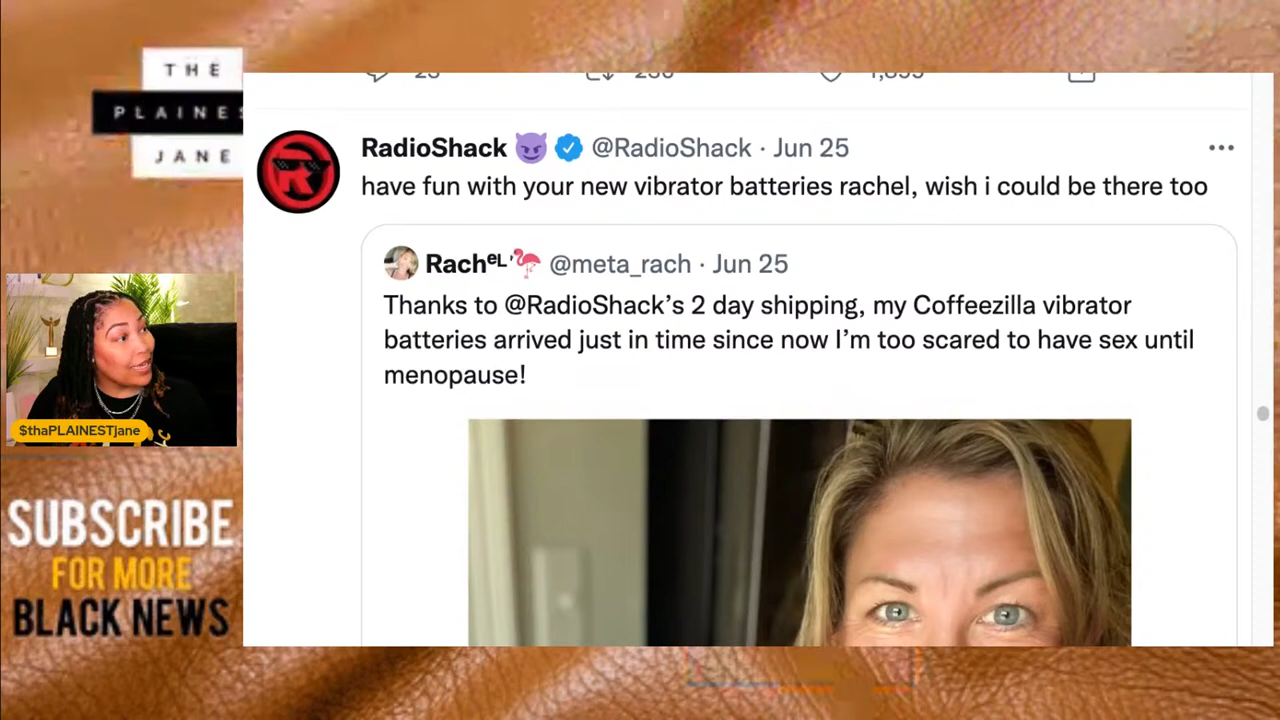 THE
PLAINES
JANE
RadioShack 😈 @RadioShack · Jun 25
have fun with your new vibrator batteries rachel, wish i could be there too
Rachᵉᴸ'🦩 @meta_rach · Jun 25
Thanks to @RadioShack's 2 day shipping, my Coffeezilla vibrator
batteries arrived just in time since now I'm too scared to have sex until
menopause!
$thaPLAINESTjane
SUBSCRIBE
FOR MORE
BLACK NEWS